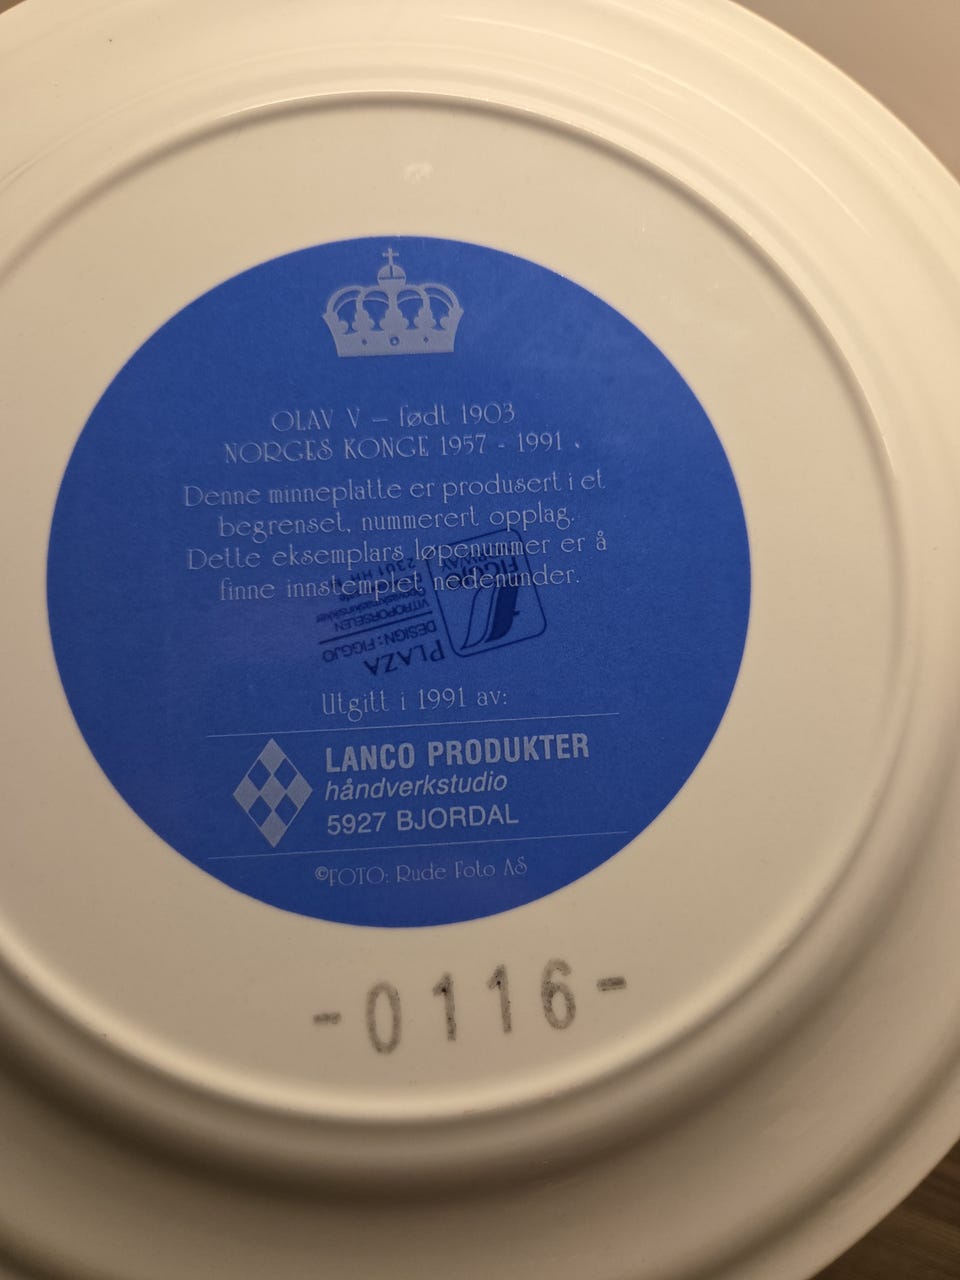 OLAV V – født 1903
NORGES KONGE 1957 - 1991 .
Denne minneplatte er produsert i et
begrenset, nummerert opplag.
Dette eksemplars løpenummer er å
finne innstemplet nedenunder.
PLAZA
DESIGN: FIGGJO
VITROPORSELEN
FIGGJO
NORWAY
Utgitt i 1991 av:
LANCO PRODUKTER
håndverkstudio
5927 BJORDAL
©FOTO: Rude Foto AS
-0116-